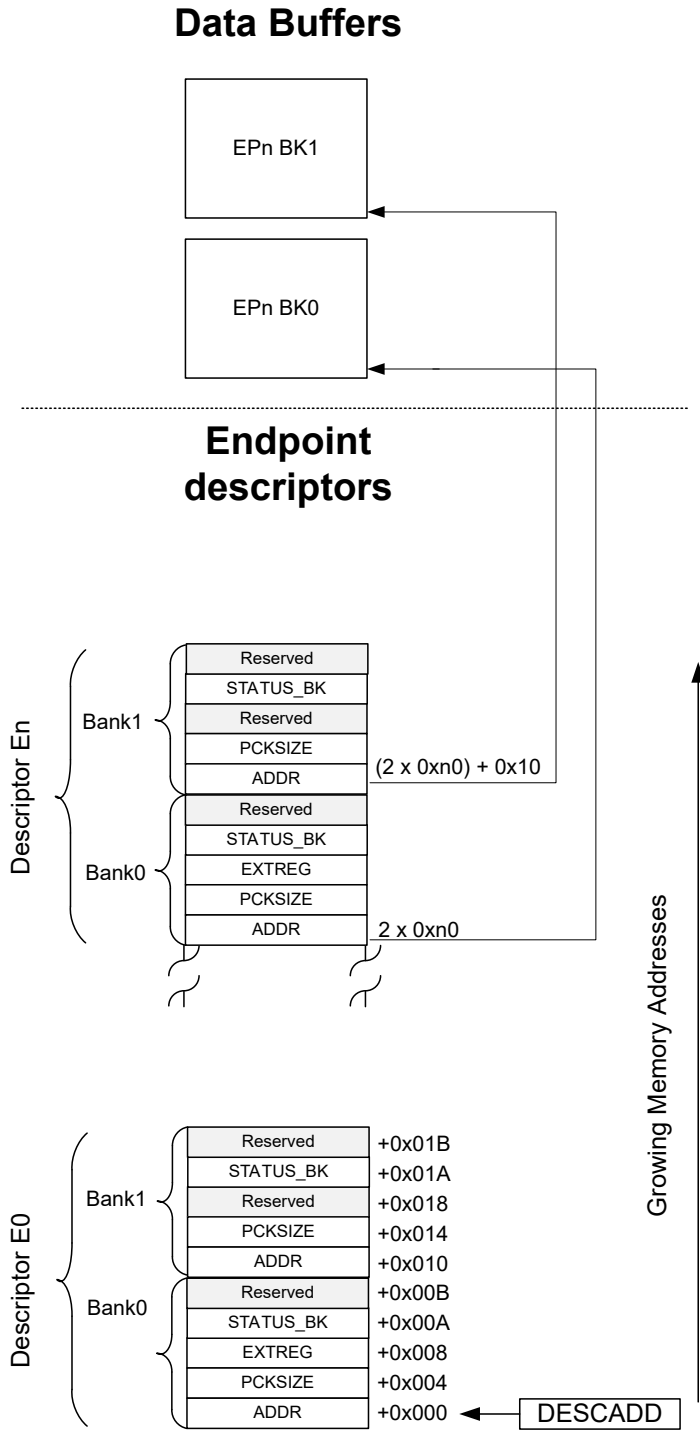 Data Buffers
EPn BK1
EPn BK0
Endpoint
descriptors
Descriptor En
Bank1
Reserved
STATUS_BK
Reserved
PCKSIZE
ADDR
(2 x 0xn0) + 0x10
Bank0
Reserved
STATUS_BK
EXTREG
PCKSIZE
ADDR
2 x 0xn0
Growing Memory Addresses
Descriptor E0
Bank1
Reserved +0x01B
STATUS_BK +0x01A
Reserved +0x018
PCKSIZE +0x014
ADDR +0x010
Bank0
Reserved +0x00B
STATUS_BK +0x00A
EXTREG +0x008
PCKSIZE +0x004
ADDR +0x000
DESCADD